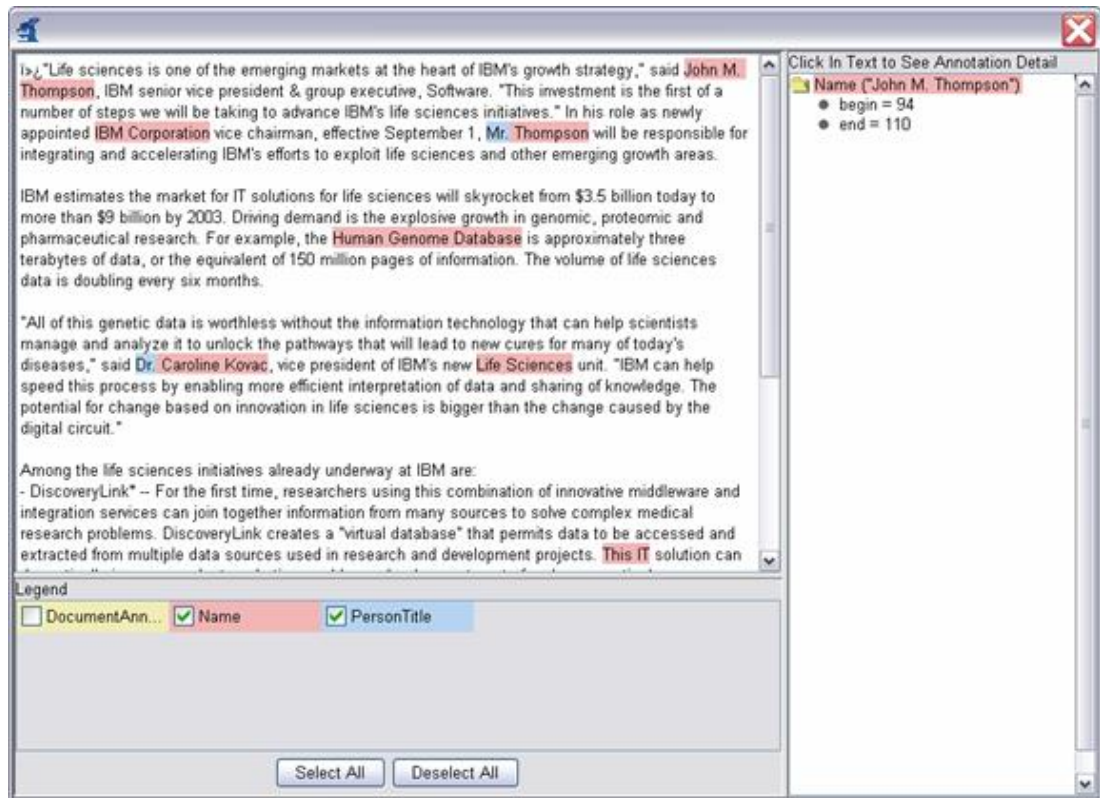 ï»¿"Life sciences is one of the emerging markets at the heart of IBM's growth strategy," said John M.
Thompson, IBM senior vice president & group executive, Software. "This investment is the first of a
number of steps we will be taking to advance IBM's life sciences initiatives." In his role as newly
appointed IBM Corporation vice chairman, effective September 1, Mr. Thompson will be responsible for
integrating and accelerating IBM's efforts to exploit life sciences and other emerging growth areas.
IBM estimates the market for IT solutions for life sciences will skyrocket from $3.5 billion today to
more than $9 billion by 2003. Driving demand is the explosive growth in genomic, proteomic and
pharmaceutical research. For example, the Human Genome Database is approximately three
terabytes of data, or the equivalent of 150 million pages of information. The volume of life sciences
data is doubling every six months.
"All of this genetic data is worthless without the information technology that can help scientists
manage and analyze it to unlock the pathways that will lead to new cures for many of today's
diseases," said Dr. Caroline Kovac, vice president of IBM's new Life Sciences unit. "IBM can help
speed this process by enabling more efficient interpretation of data and sharing of knowledge. The
potential for change based on innovation in life sciences is bigger than the change caused by the
digital circuit."
Among the life sciences initiatives already underway at IBM are:
- DiscoveryLink* -- For the first time, researchers using this combination of innovative middleware and
integration services can join together information from many sources to solve complex medical
research problems. DiscoveryLink creates a "virtual database" that permits data to be accessed and
extracted from multiple data sources used in research and development projects. This IT solution can
Click In Text to See Annotation Detail
Name ("John M. Thompson")
begin = 94
end = 110
Legend
DocumentAnn... Name PersonTitle
Select All Deselect All